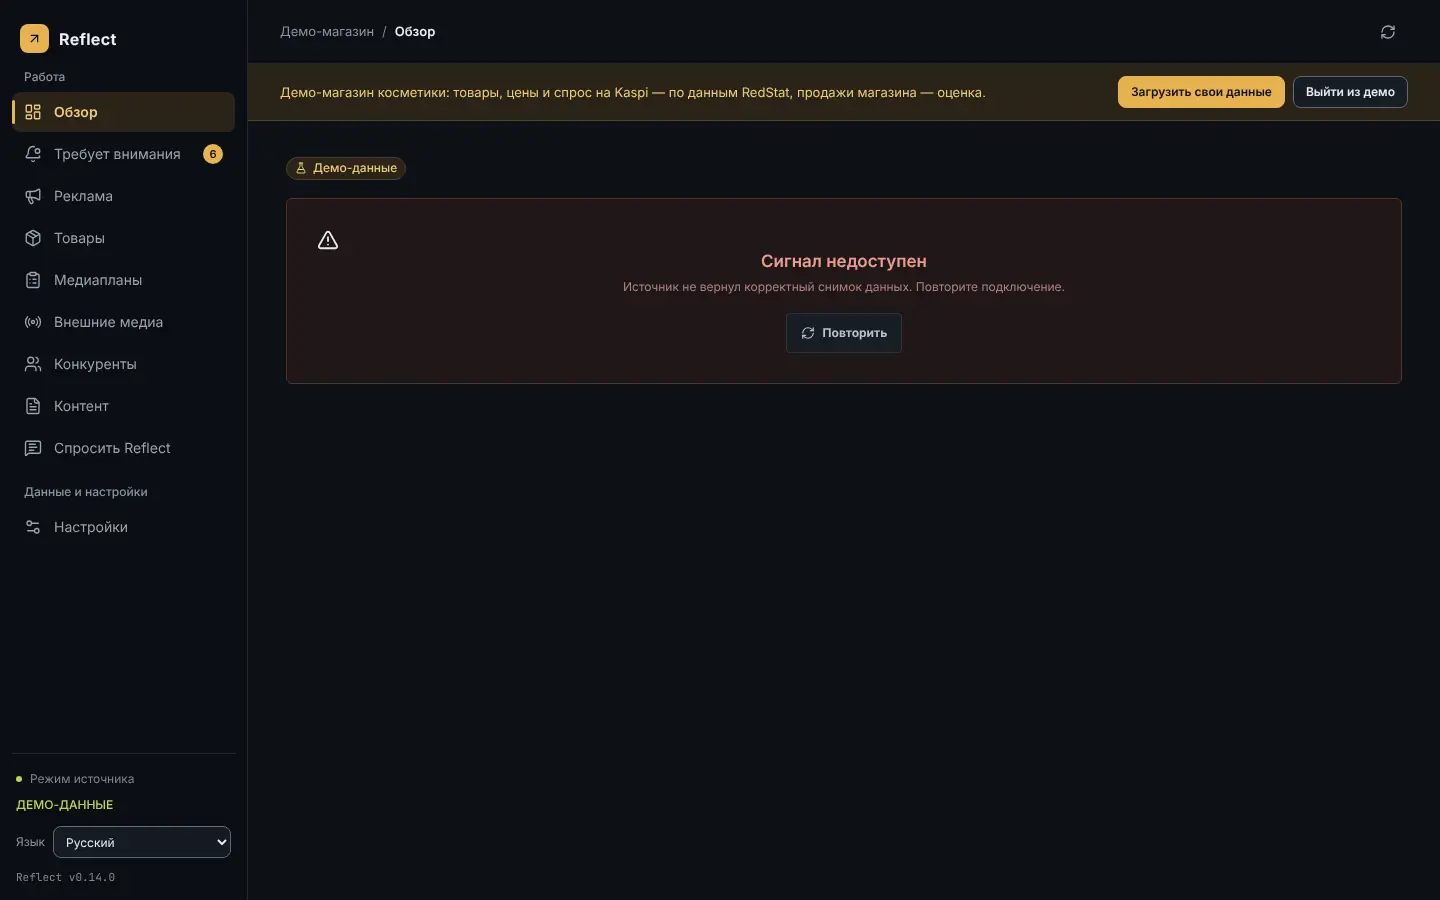 Reflect
Работа
Обзор
Требует внимания 6
Реклама
Товары
Медиапланы
Внешние медиа
Конкуренты
Контент
Спросить Reflect
Данные и настройки
Настройки
Режим источника
ДЕМО-ДАННЫЕ
Язык Русский
Reflect v0.14.0
Демо-магазин / Обзор
Демо-магазин косметики: товары, цены и спрос на Kaspi — по данным RedStat, продажи магазина — оценка.
Загрузить свои данные
Выйти из демо
Демо-данные
Сигнал недоступен
Источник не вернул корректный снимок данных. Повторите подключение.
Повторить